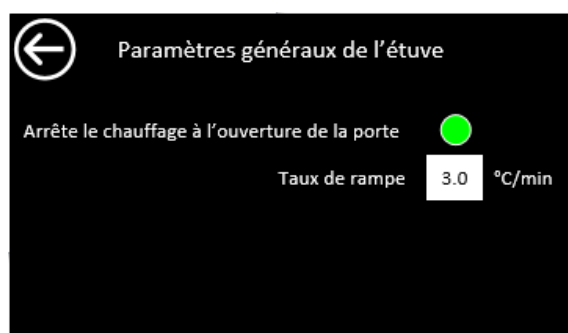 Paramètres généraux de l’étuve
Arrête le chauffage à l’ouverture de la porte
Taux de rampe 3.0 °C/min